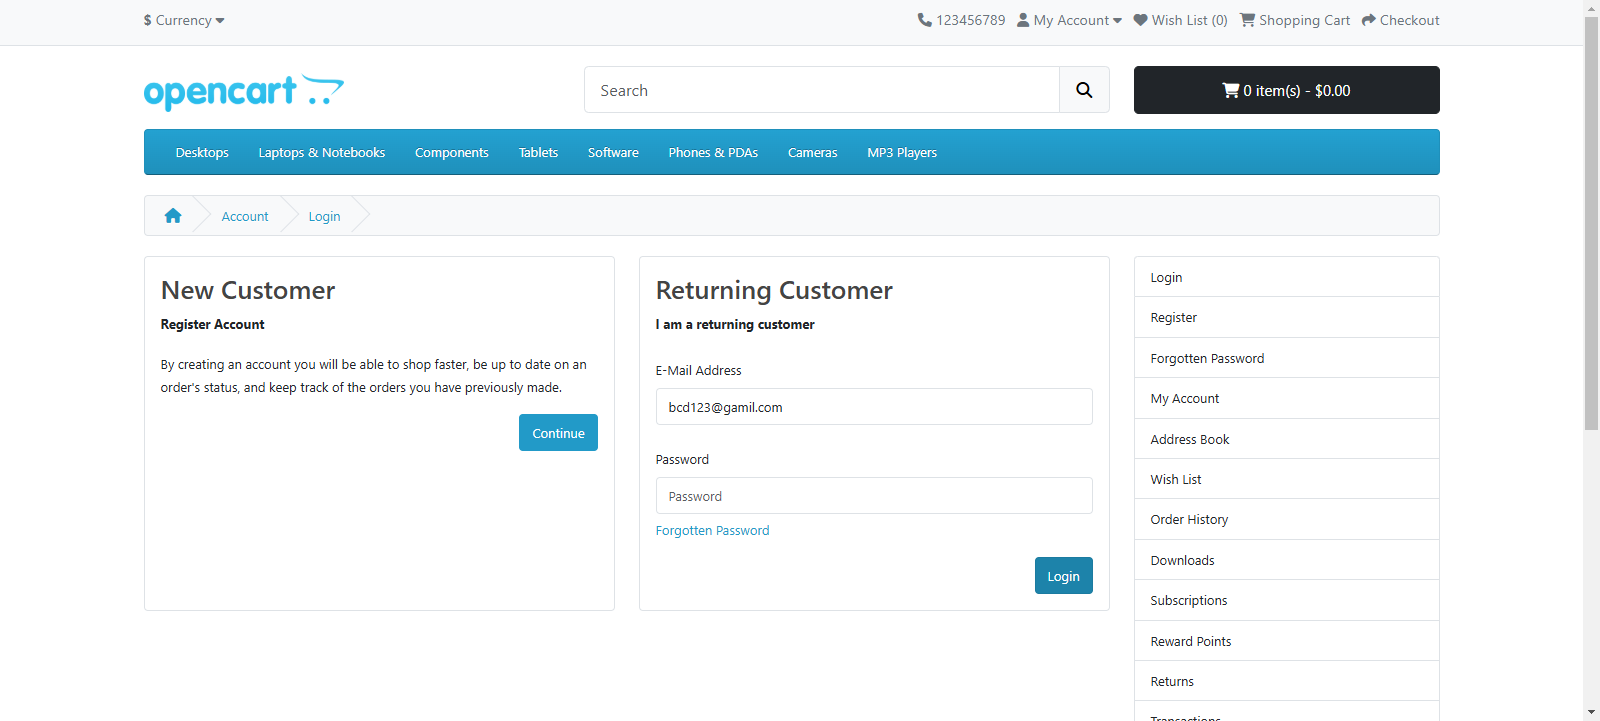 $ Currency
123456789 My Account Wish List (0) Shopping Cart Checkout
opencart
Search
0 item(s) - $0.00
Desktops Laptops & Notebooks Components Tablets Software Phones & PDAs Cameras MP3 Players
Account Login
New Customer
Register Account
By creating an account you will be able to shop faster, be up to date on an
order's status, and keep track of the orders you have previously made.
Continue
Returning Customer
I am a returning customer
E-Mail Address
bcd123@gamil.com
Password
Password
Forgotten Password
Login
Login
Register
Forgotten Password
My Account
Address Book
Wish List
Order History
Downloads
Subscriptions
Reward Points
Returns
Transactions